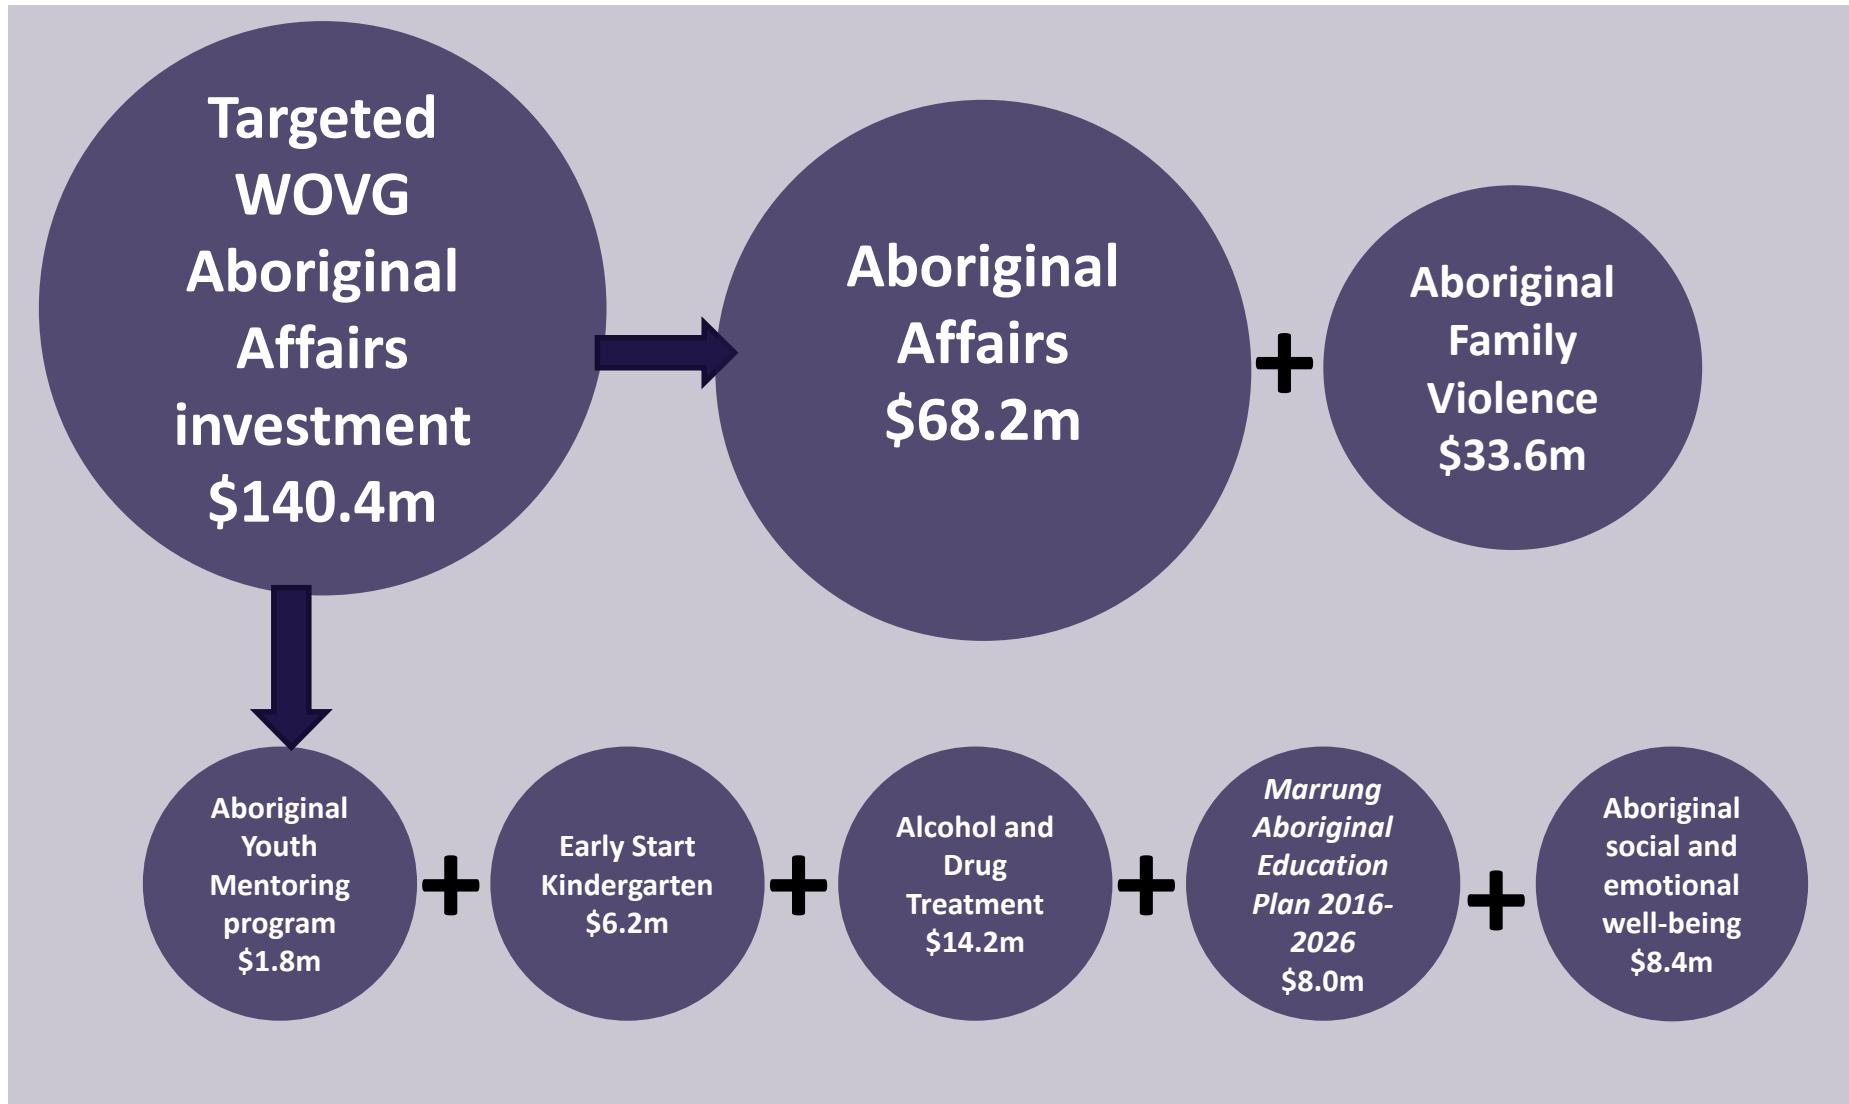 Targeted
WOVG
Aboriginal
Affairs
investment
$140.4m
Aboriginal
Affairs
$68.2m
+
Aboriginal
Family
Violence
$33.6m
Aboriginal
Youth
Mentoring
program
$1.8m
+
Early Start
Kindergarten
$6.2m
+
Alcohol and
Drug
Treatment
$14.2m
+
Marrung
Aboriginal
Education
Plan 2016-
2026
$8.0m
+
Aboriginal
social and
emotional
well-being
$8.4m